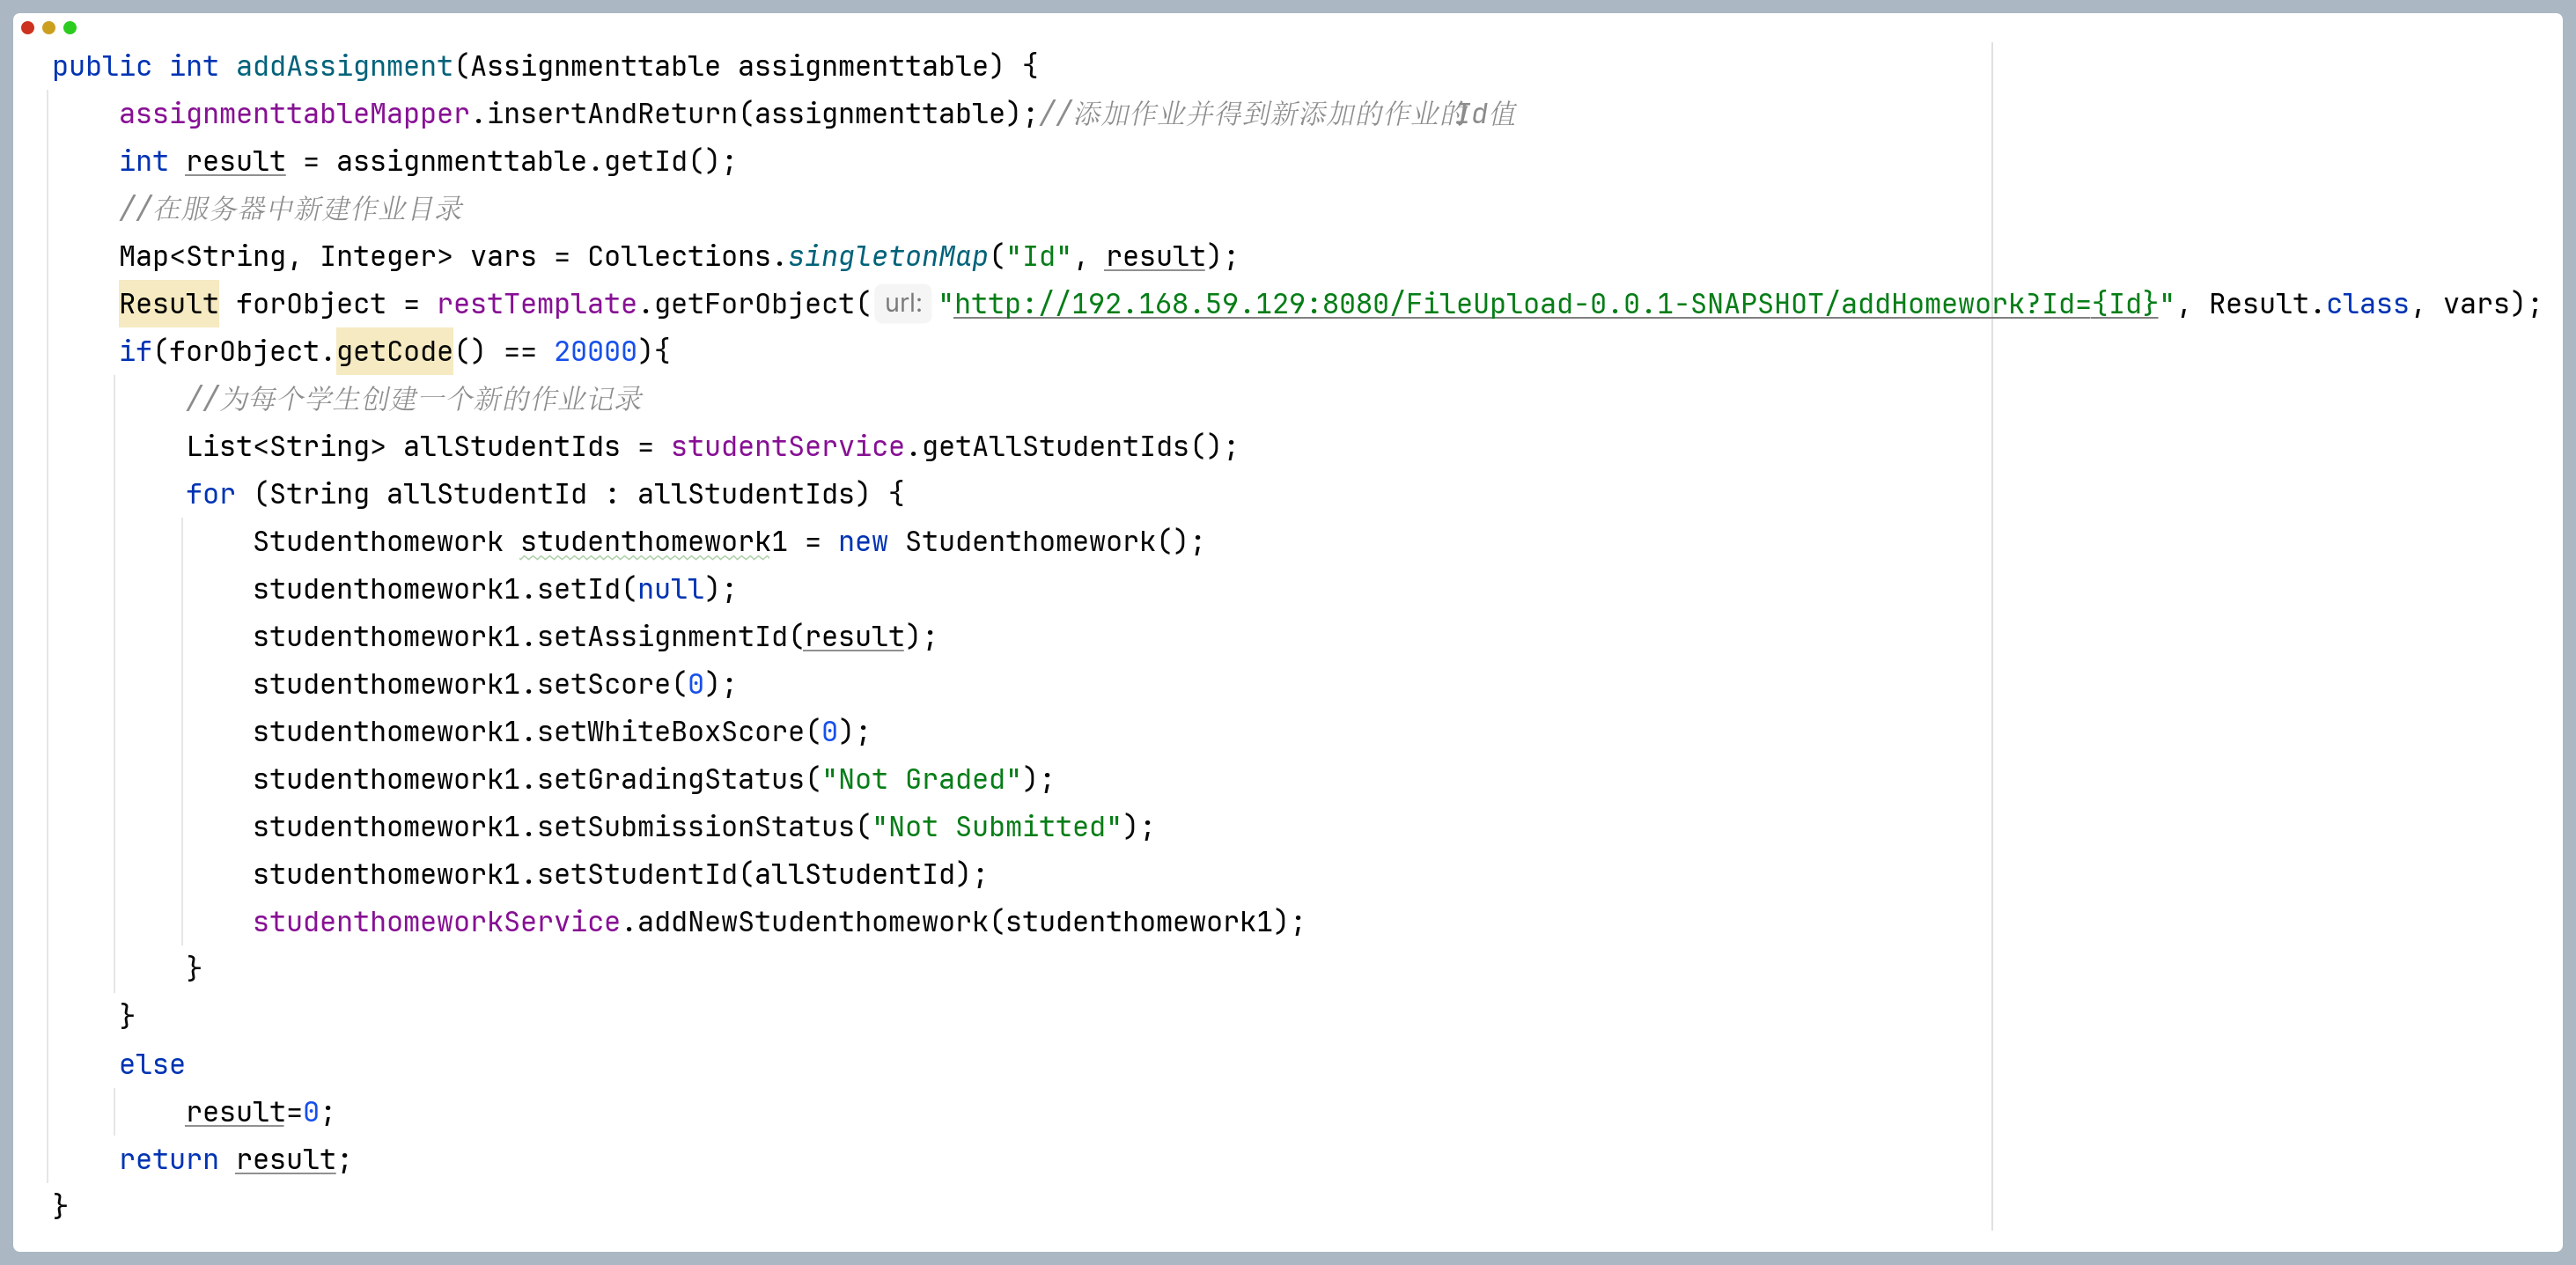 public int addAssignment(Assignmenttable assignmenttable) {
assignmenttableMapper.insertAndReturn(assignmenttable);//添加作业并得到新添加的作业的Id值
int result = assignmenttable.getId();
//在服务器中新建作业目录
Map<String, Integer> vars = Collections.singletonMap("Id", result);
Result forObject = restTemplate.getForObject( url: "http://192.168.59.129:8080/FileUpload-0.0.1-SNAPSHOT/addHomework?Id={Id}", Result.class, vars);
if(forObject.getCode() == 20000){
//为每个学生创建一个新的作业记录
List<String> allStudentIds = studentService.getAllStudentIds();
for (String allStudentId : allStudentIds) {
Studenthomework studenthomework1 = new Studenthomework();
studenthomework1.setId(null);
studenthomework1.setAssignmentId(result);
studenthomework1.setScore(0);
studenthomework1.setWhiteBoxScore(0);
studenthomework1.setGradingStatus("Not Graded");
studenthomework1.setSubmissionStatus("Not Submitted");
studenthomework1.setStudentId(allStudentId);
studenthomeworkService.addNewStudenthomework(studenthomework1);
}
}
else
result=0;
return result;
}